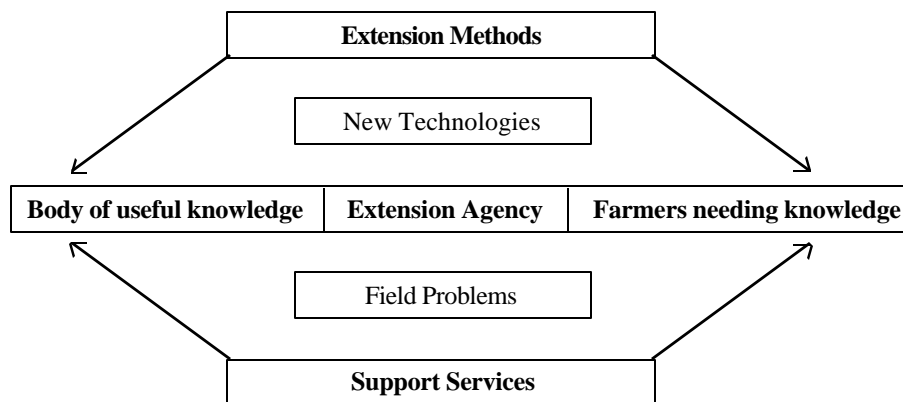 Extension Methods
New Technologies
Body of useful knowledge Extension Agency Farmers needing knowledge
Field Problems
Support Services